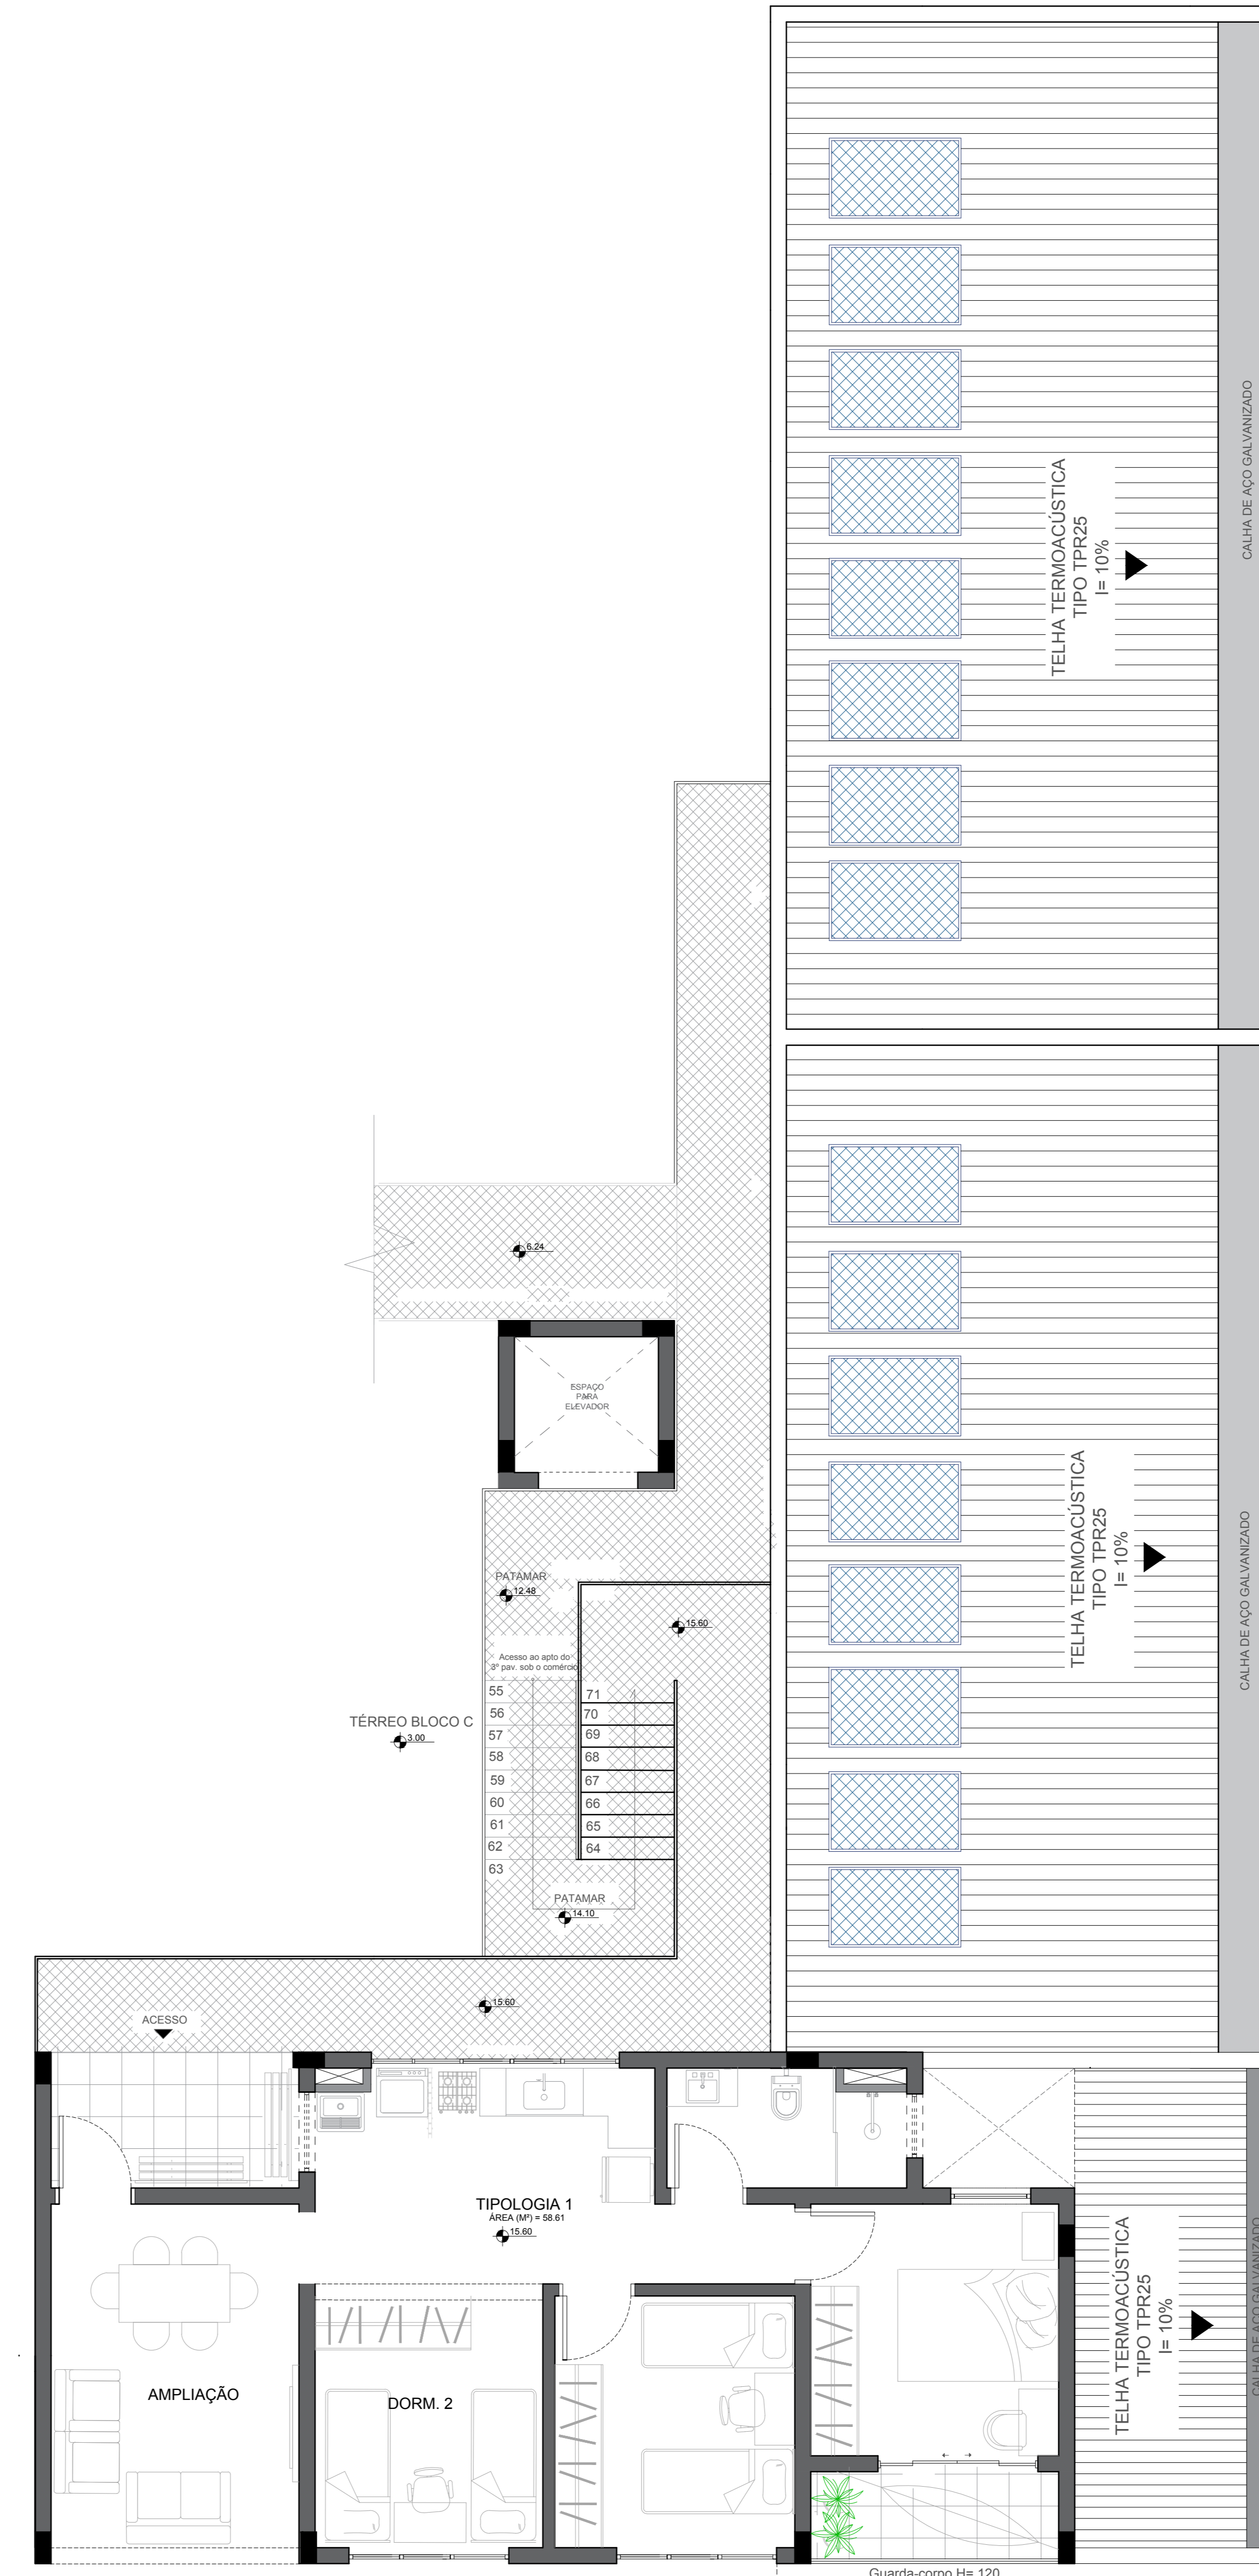 CALHA DE AÇO GALVANIZADO
TELHA TERMOACÚSTICA
TIPO TPR25
I= 10%
6.24
ESPAÇO
PARA
ELEVADOR
CALHA DE AÇO GALVANIZADO
TELHA TERMOACÚSTICA
TIPO TPR25
I= 10%
PATAMAR
12.48
15.60
Acesso ao apto do
3º pav. sob o comércio
55
56
57
58
59
60
61
62
63
71
70
69
68
67
66
65
64
TÉRREO BLOCO C
3.00
PATAMAR
14.10
15.60
ACESSO
TIPOLOGIA 1
ÁREA (M²) = 58.61
15.60
AMPLIAÇÃO
DORM. 2
TELHA TERMOACÚSTICA
TIPO TPR25
I= 10%
CALHA DE AÇO GALVANIZADO
Guarda-corpo H= 120